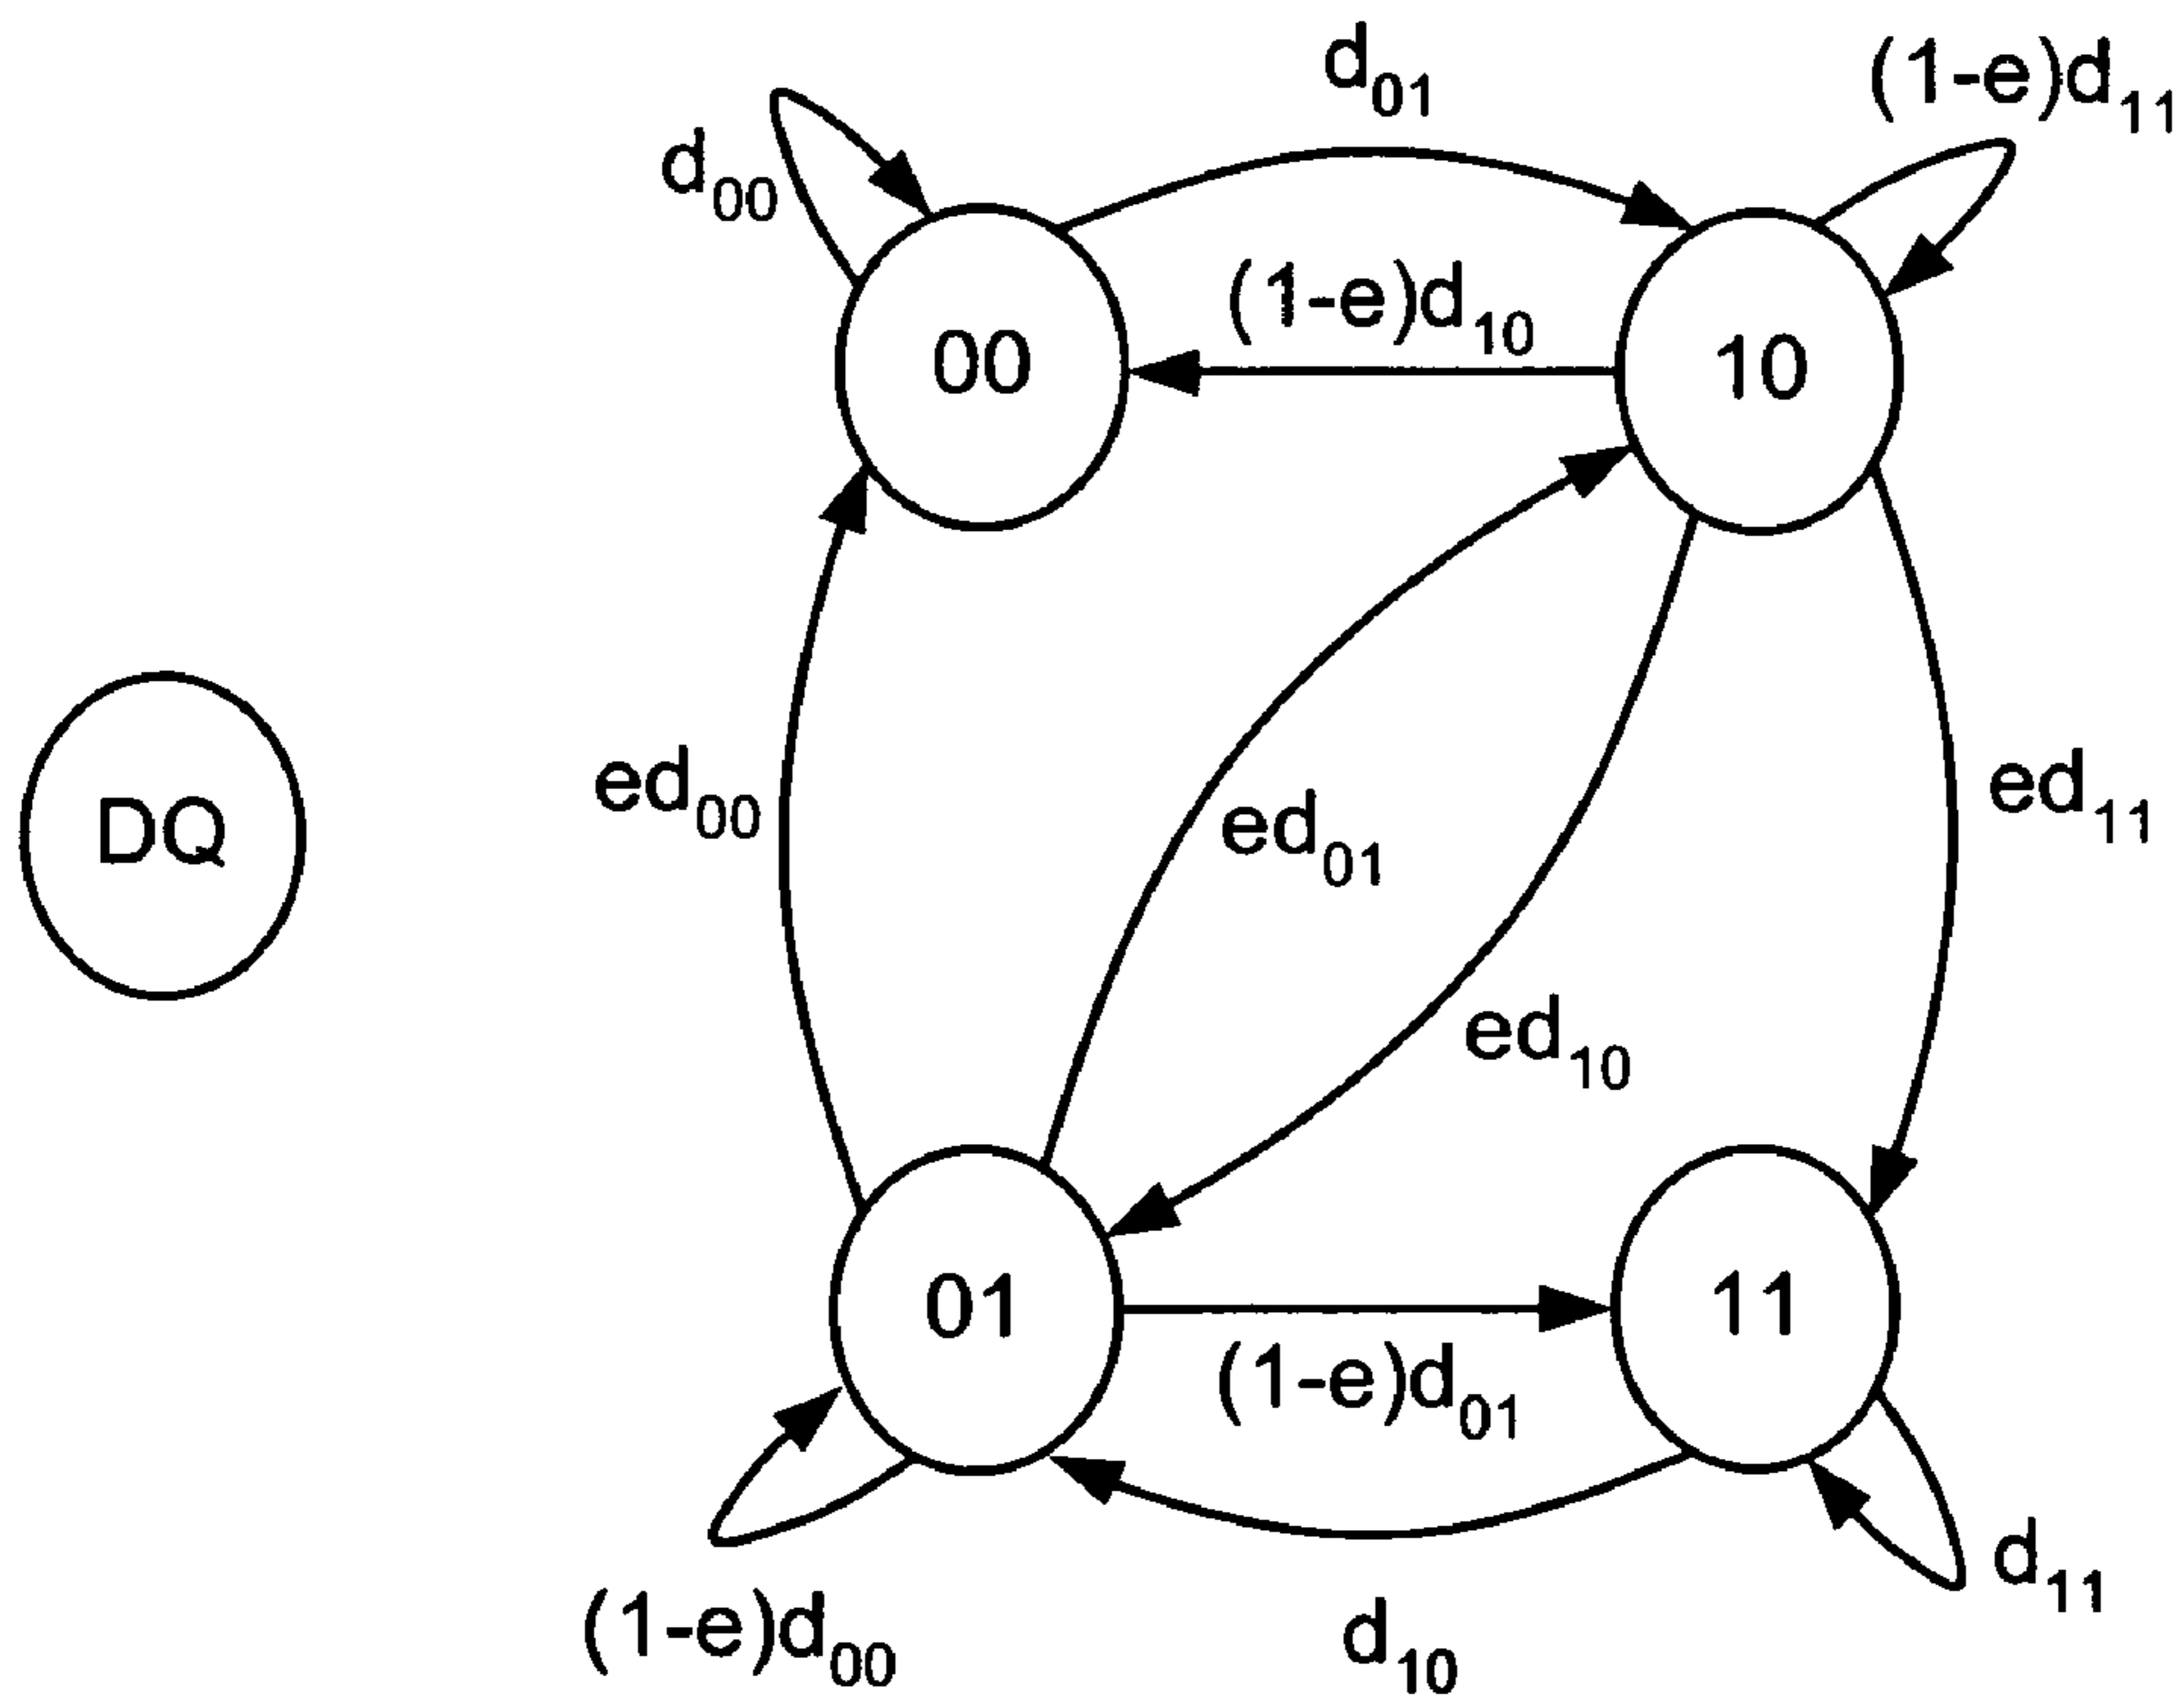 d₀₁
(1-e)d₁₁
d₀₀
(1-e)d₁₀
00
10
ed₀₀
ed₀₁
ed₁₁
DQ
ed₁₀
01
11
(1-e)d₀₁
d₁₁
(1-e)d₀₀
d₁₀